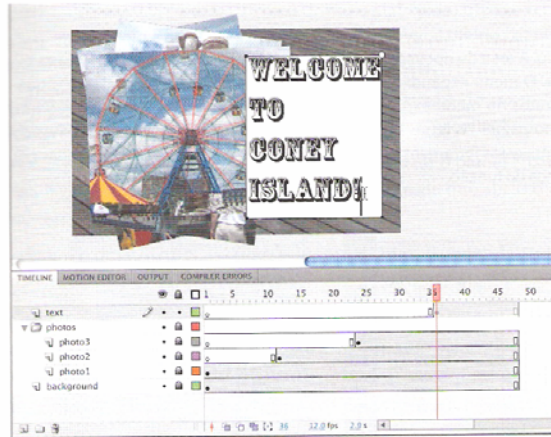 WELCOME
TO
CONEY
ISLAND!
TIMELINE MOTION EDITOR OUTPUT COMPILER ERRORS
1 5 10 15 20 25 30 35 40 45 50
text
photos
photo3
photo2
photo1
background
36 12.0 fps 2.9 s